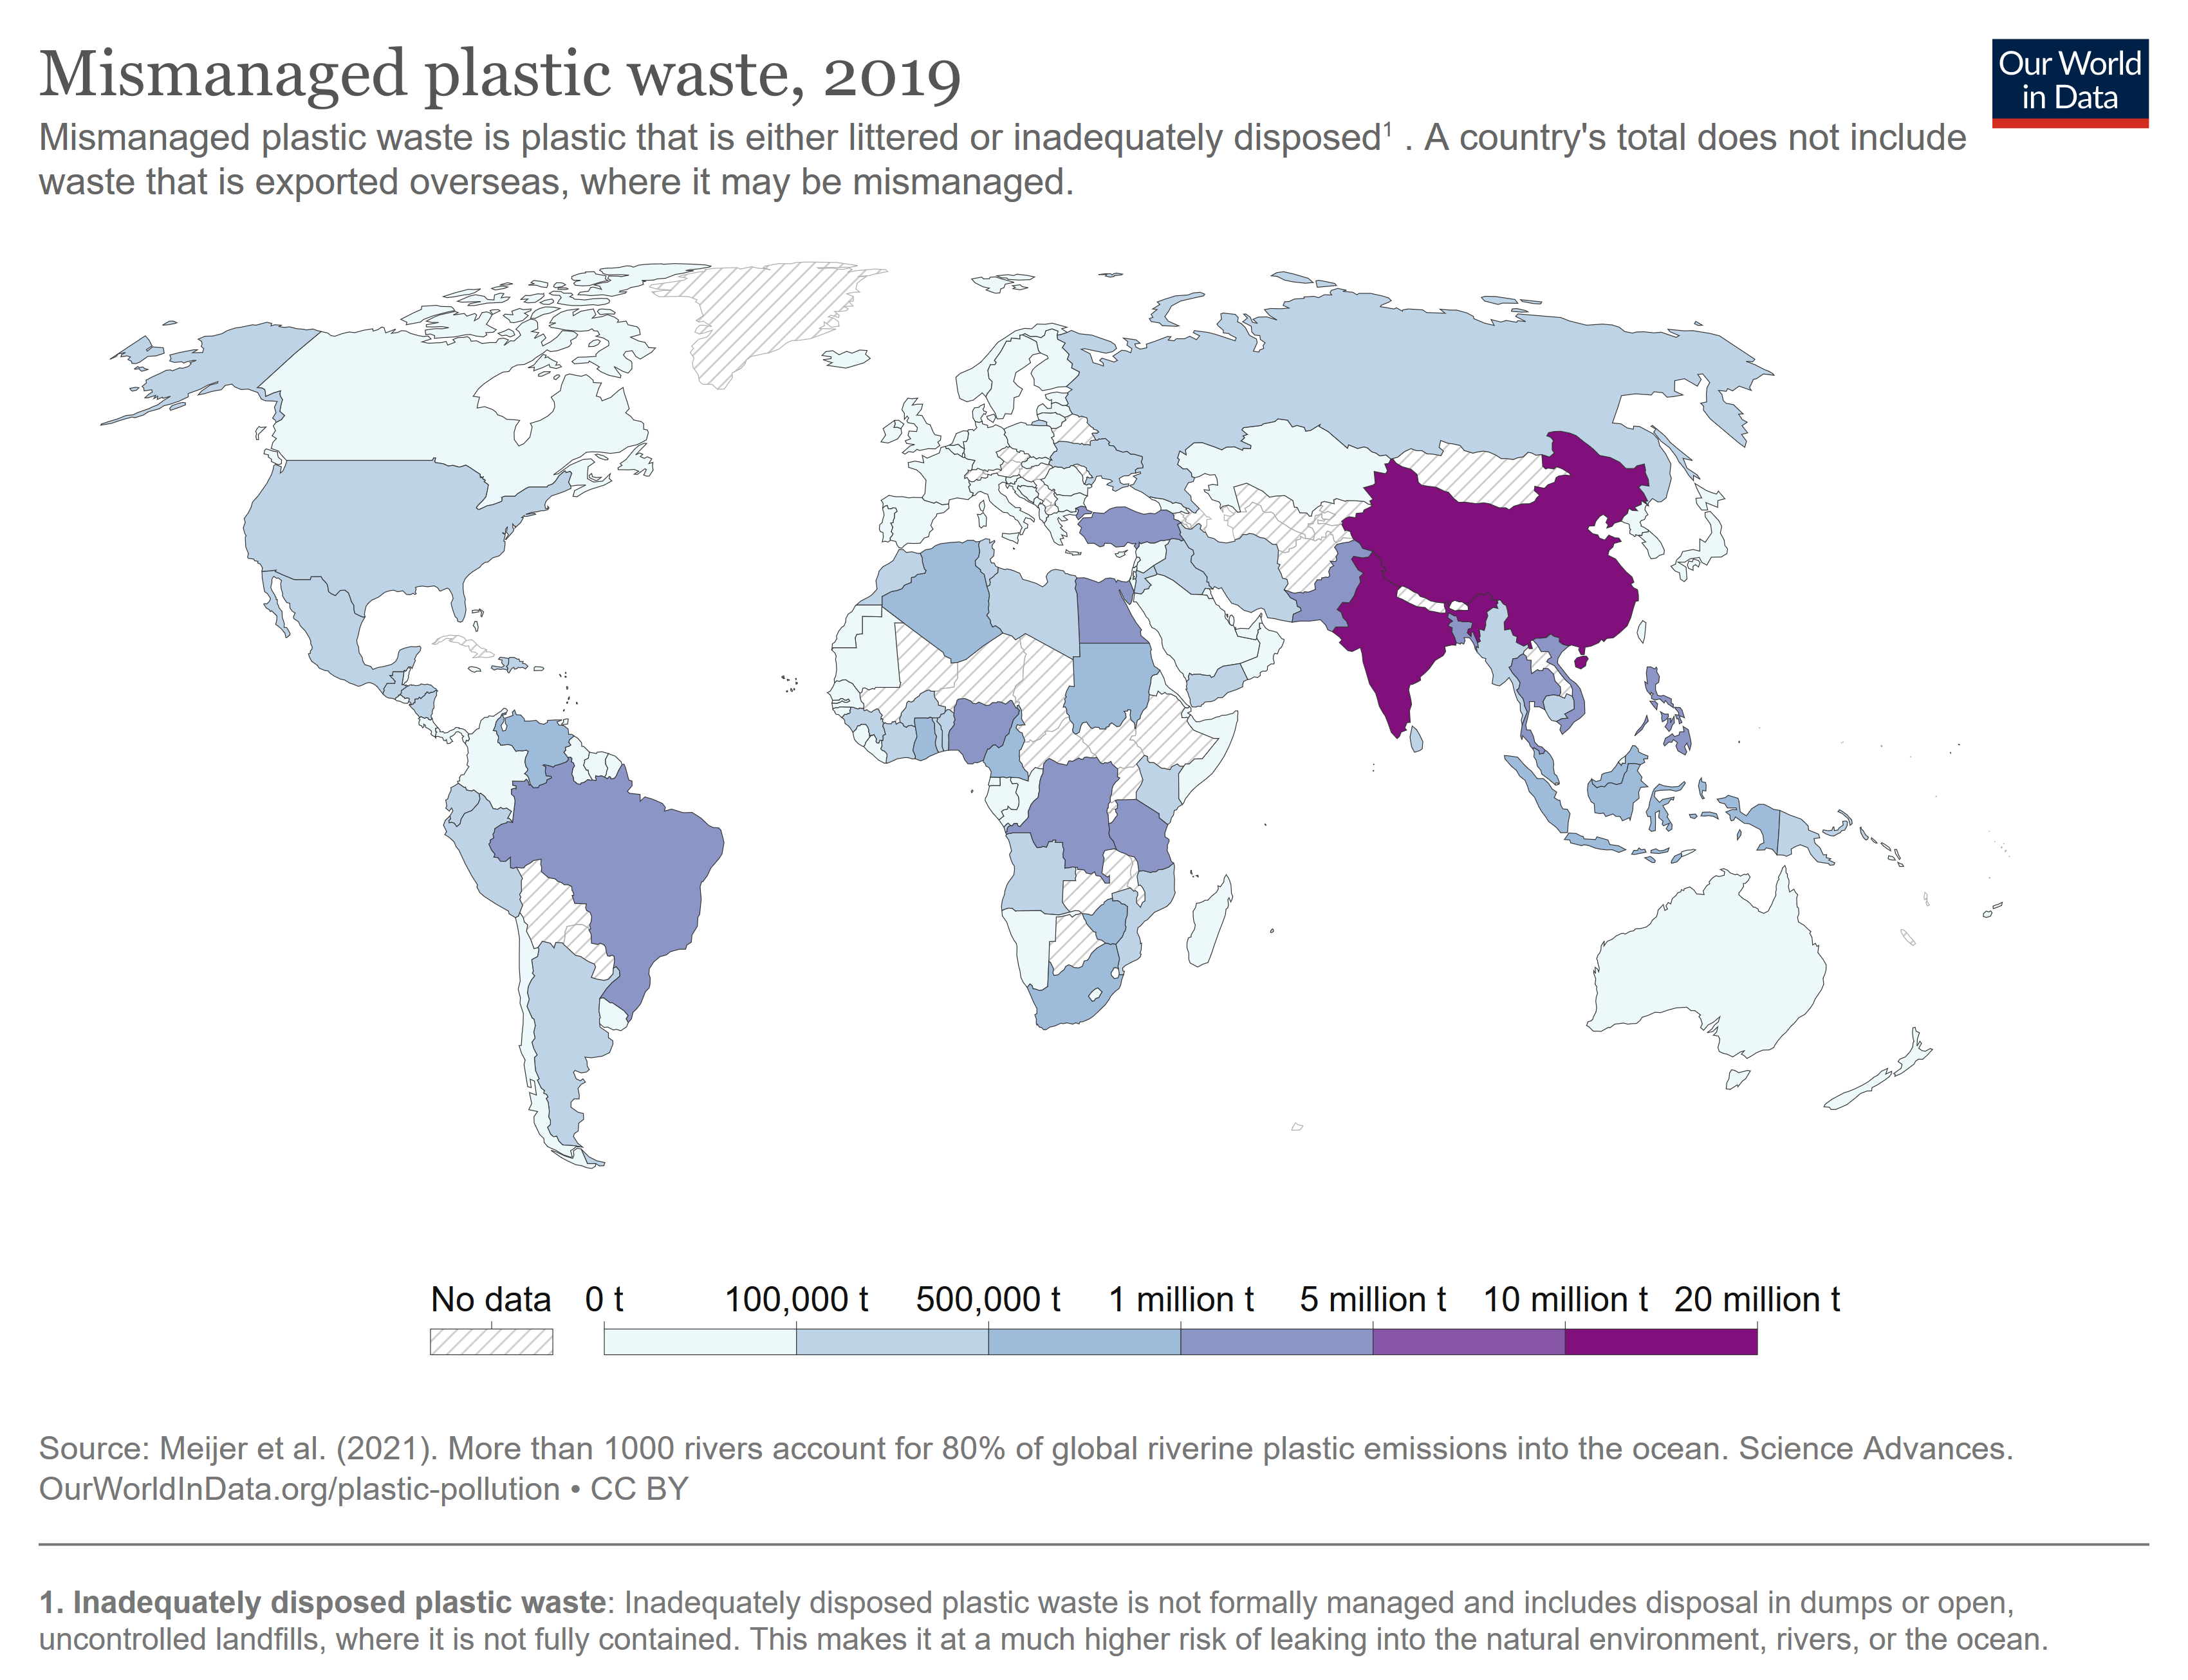 Mismanaged plastic waste, 2019
Our World
in Data
Mismanaged plastic waste is plastic that is either littered or inadequately disposed¹ . A country's total does not include
waste that is exported overseas, where it may be mismanaged.
No data 0 t 100,000 t 500,000 t 1 million t 5 million t 10 million t 20 million t
Source: Meijer et al. (2021). More than 1000 rivers account for 80% of global riverine plastic emissions into the ocean. Science Advances.
OurWorldInData.org/plastic-pollution • CC BY
1. Inadequately disposed plastic waste: Inadequately disposed plastic waste is not formally managed and includes disposal in dumps or open,
uncontrolled landfills, where it is not fully contained. This makes it at a much higher risk of leaking into the natural environment, rivers, or the ocean.